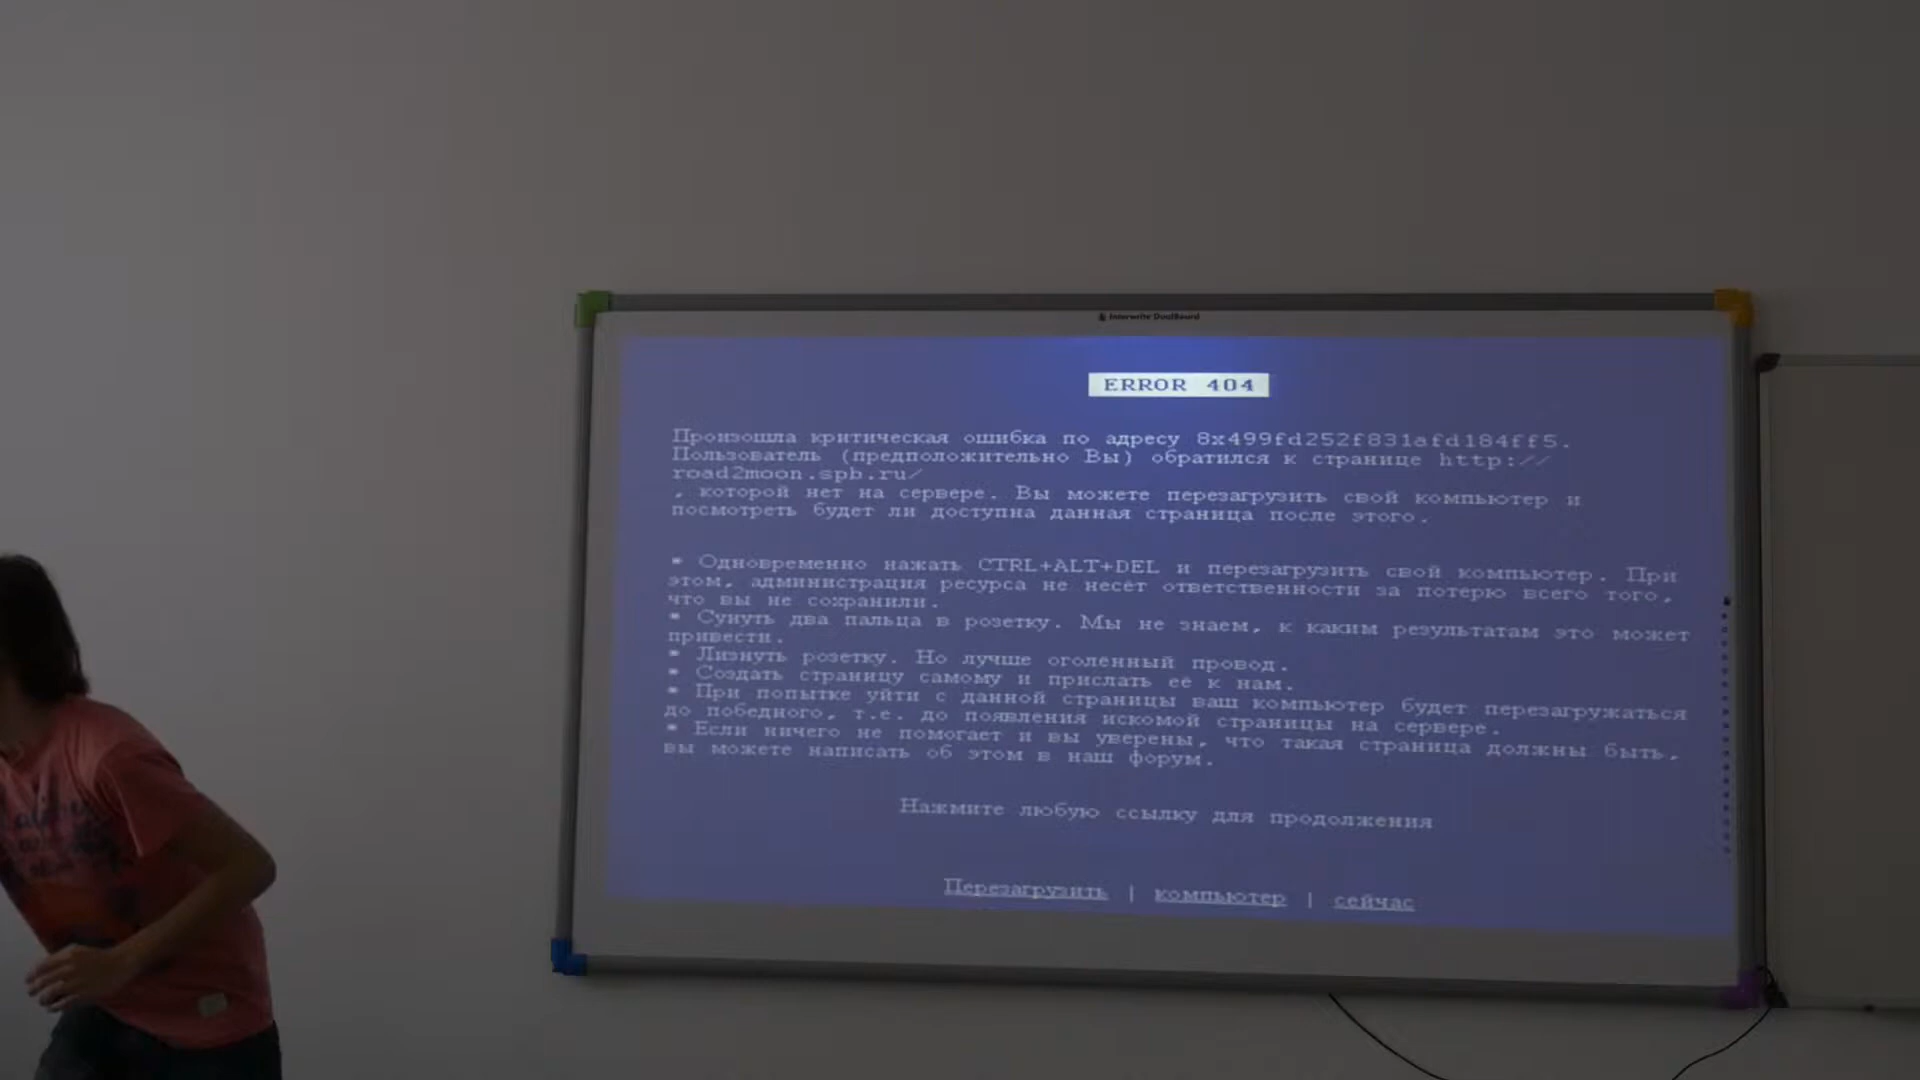 Interwrite DualBoard
ERROR 404
Произошла критическая ошибка по адресу 8x499fd252f831afd184ff5.
Пользователь (предположительно Вы) обратился к странице http://
road2moon.spb.ru/
, которой нет на сервере. Вы можете перезагрузить свой компьютер и
посмотреть будет ли доступна данная страница после этого.
* Одновременно нажать CTRL+ALT+DEL и перезагрузить свой компьютер. При
этом, администрация ресурса не несёт ответственности за потерю всего того,
что вы не сохранили.
* Сунуть два пальца в розетку. Мы не знаем, к каким результатам это может
привести.
* Лизнуть розетку. Но лучше оголенный провод.
* Создать страницу самому и прислать её к нам.
* При попытке уйти с данной страницы ваш компьютер будет перезагружаться
до победного, т.е. до появления искомой страницы на сервере.
* Если ничего не помогает и вы уверены, что такая страница должны быть,
вы можете написать об этом в наш форум.
Нажмите любую ссылку для продолжения
Перезагрузить | компьютер | сейчас